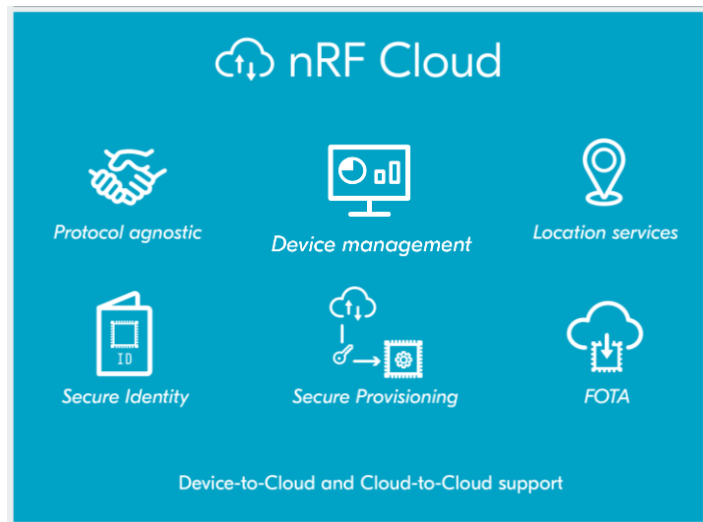 nRF Cloud
Protocol agnostic
Device management
Location services
ID
Secure Identity
Secure Provisioning
FOTA
Device-to-Cloud and Cloud-to-Cloud support